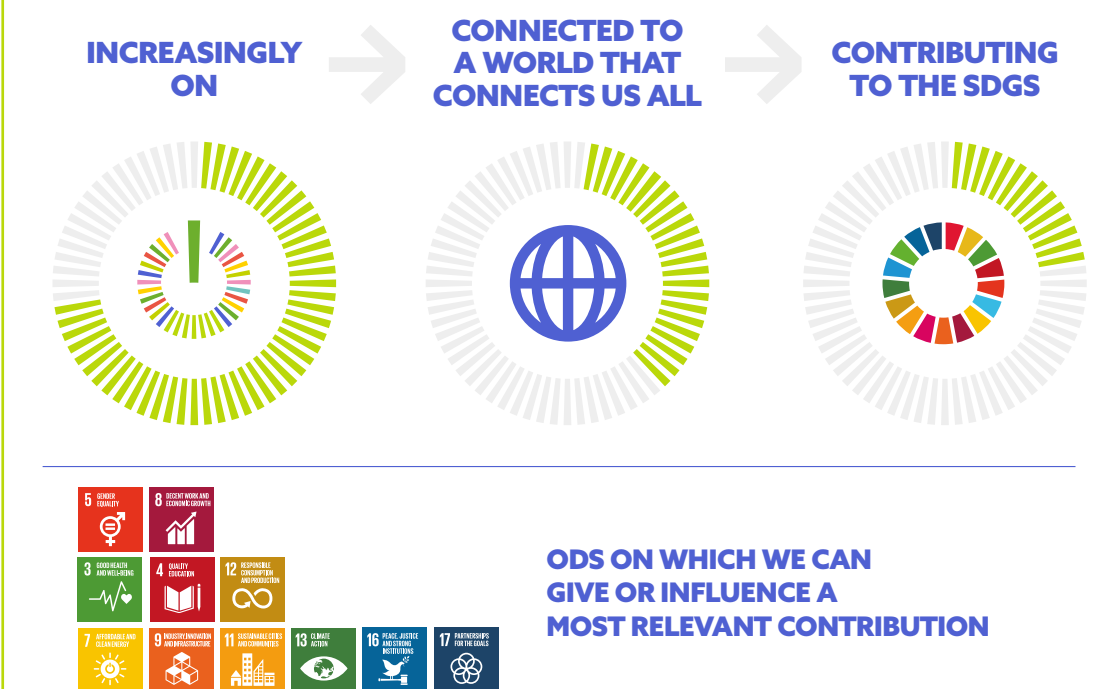 INCREASINGLY
ON
CONNECTED TO
A WORLD THAT
CONNECTS US ALL
CONTRIBUTING
TO THE SDGS
5 GENDER
EQUALITY
8 DECENT WORK AND
ECONOMIC GROWTH
3 GOOD HEALTH
AND WELL-BEING
4 QUALITY
EDUCATION
12 RESPONSIBLE
CONSUMPTION
AND PRODUCTION
7 AFFORDABLE AND
CLEAN ENERGY
9 INDUSTRY, INNOVATION
AND INFRASTRUCTURE
11 SUSTAINABLE CITIES
AND COMMUNITIES
13 CLIMATE
ACTION
16 PEACE, JUSTICE
AND STRONG
INSTITUTIONS
17 PARTNERSHIPS
FOR THE GOALS
ODS ON WHICH WE CAN
GIVE OR INFLUENCE A
MOST RELEVANT CONTRIBUTION